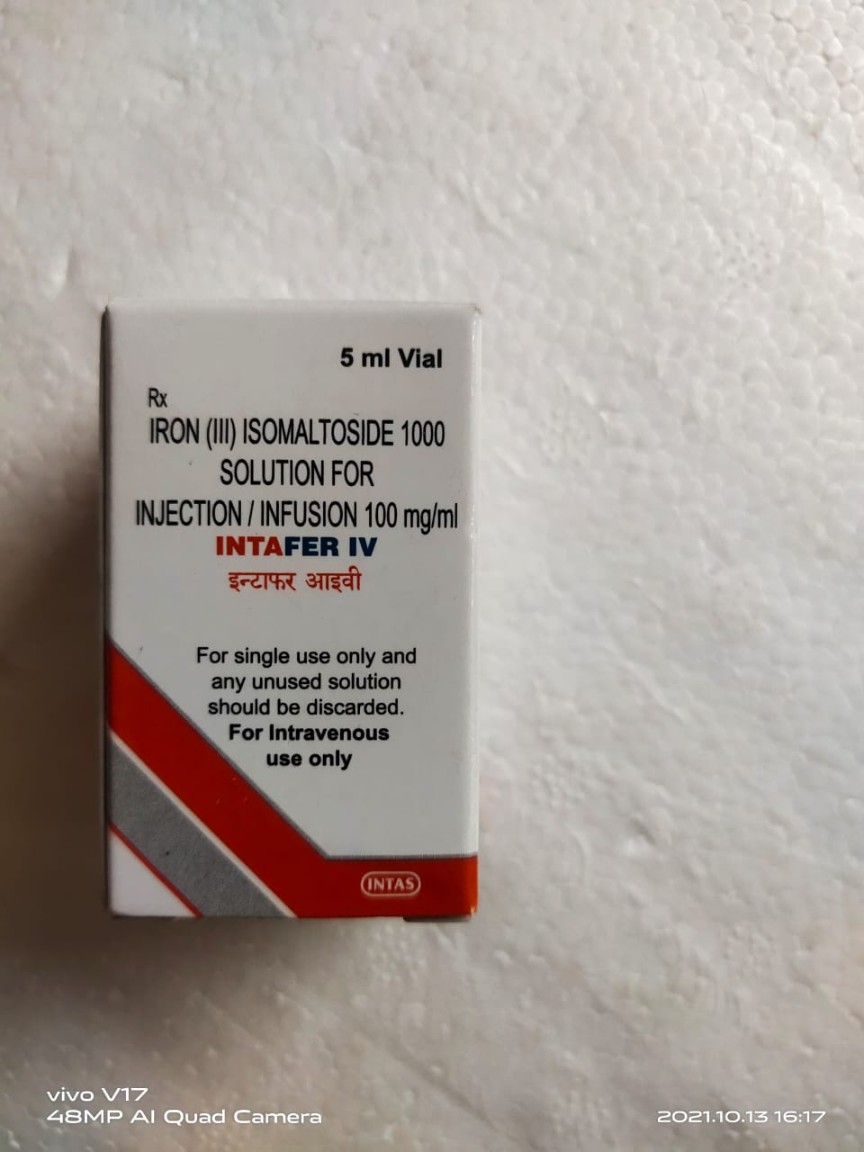 5 ml Vial
Rx
IRON (III) ISOMALTOSIDE 1000
SOLUTION FOR
INJECTION / INFUSION 100 mg/ml
INTAFER IV
इन्टाफर आइवी
For single use only and
any unused solution
should be discarded.
For Intravenous
use only
INTAS
vivo V17
48MP AI Quad Camera
2021.10.13 16:17